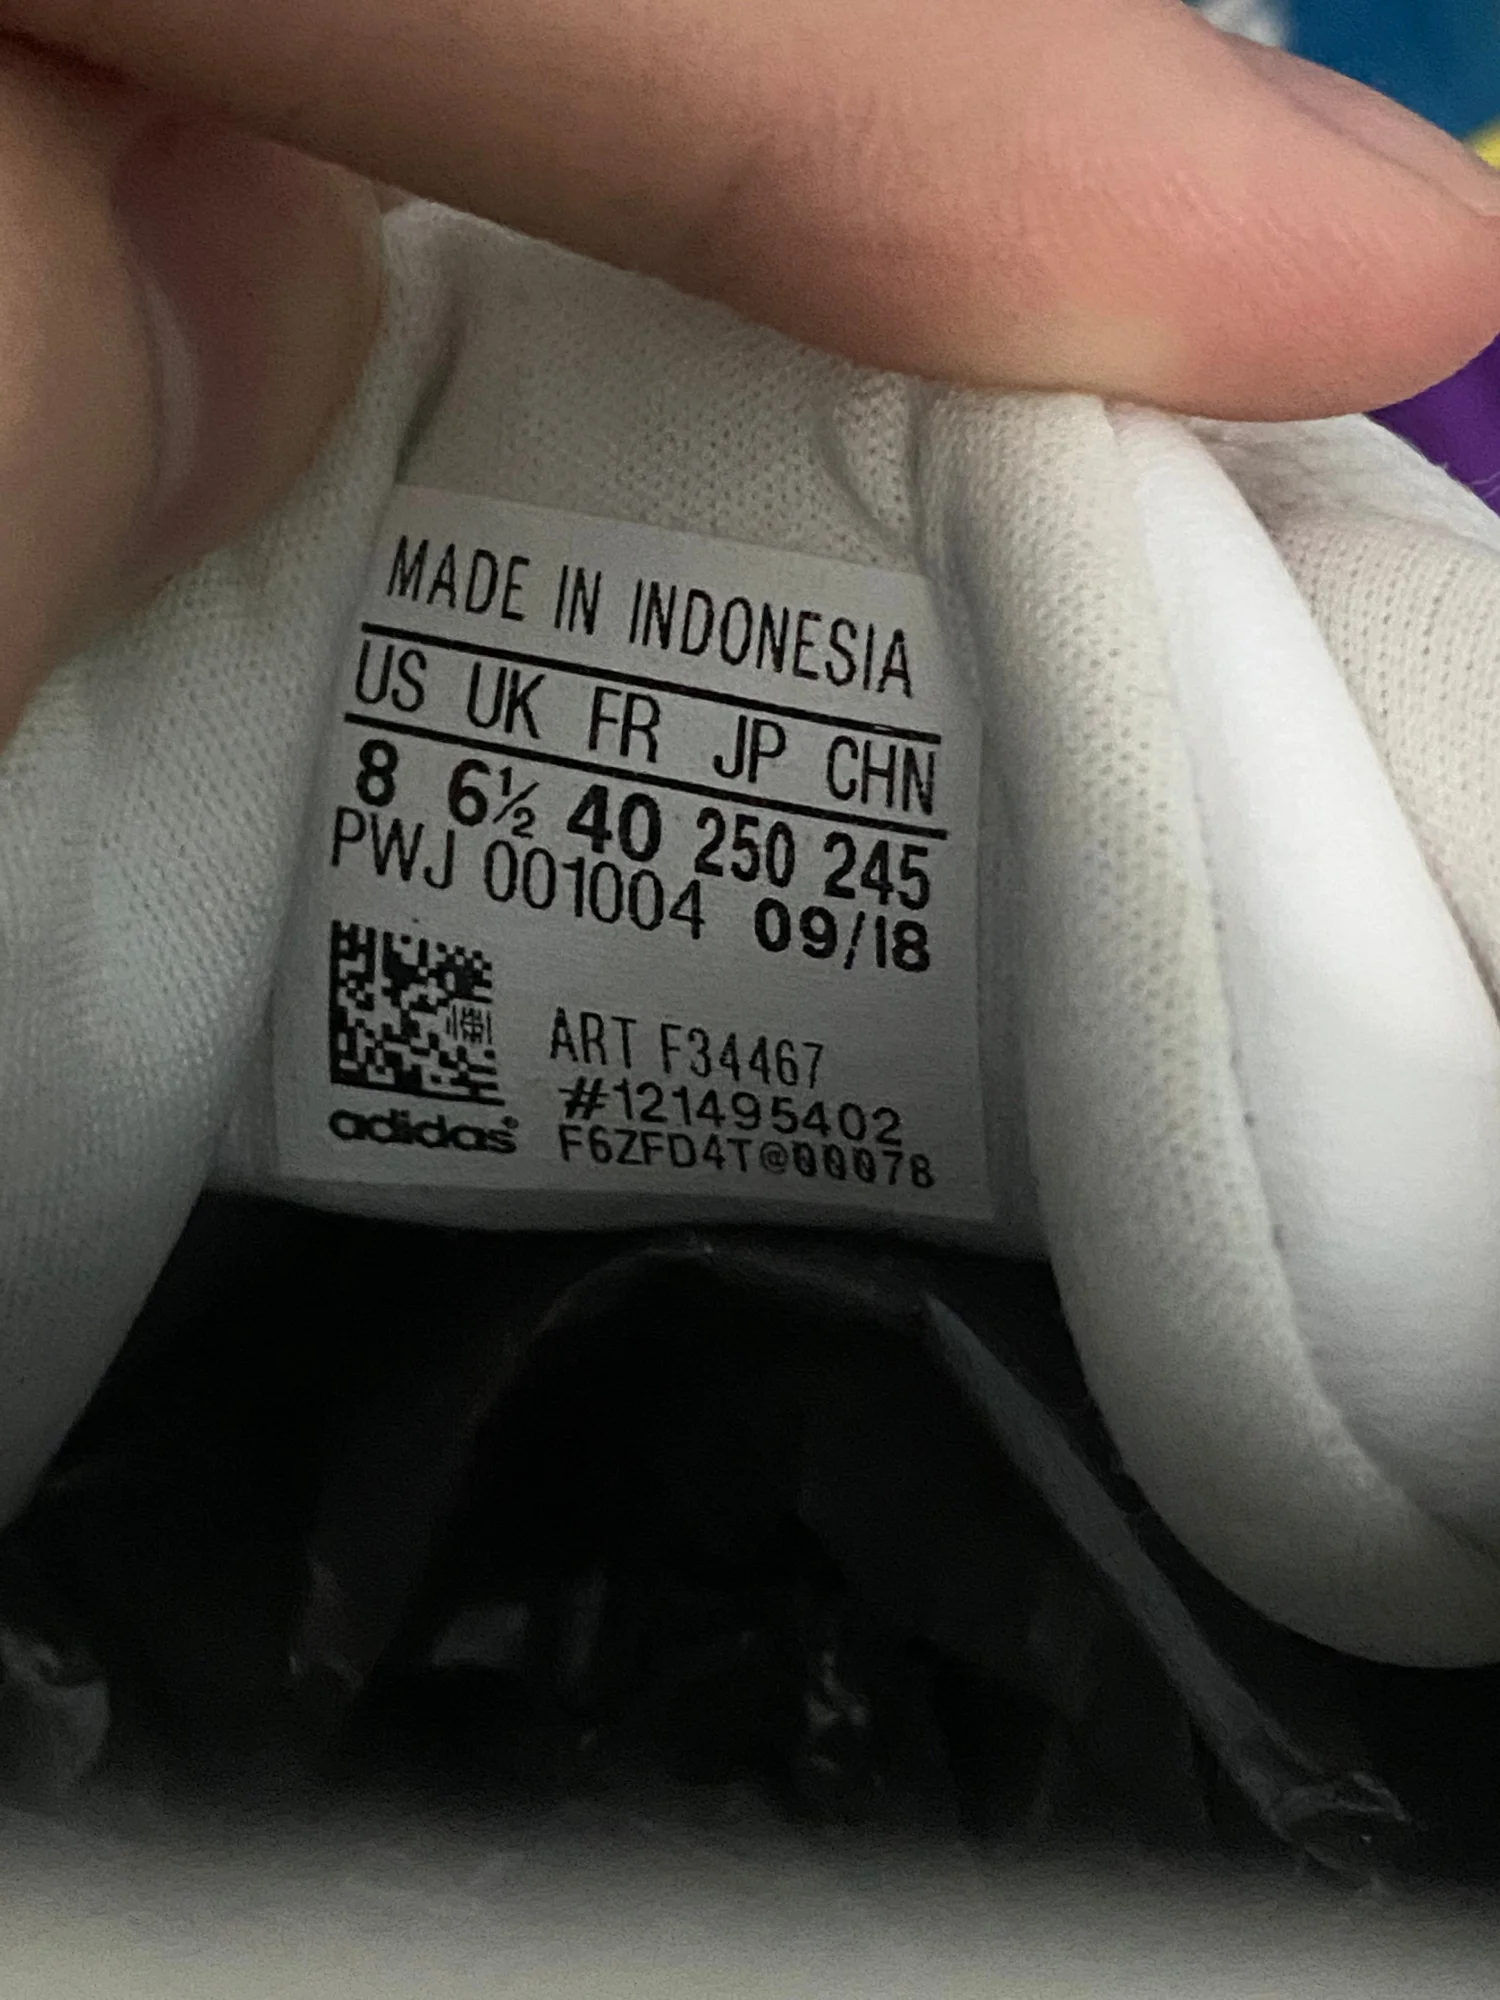 MADE IN INDONESIA
US UK FR JP CHN
8 6½ 40 250 245
PWJ 001004 09/18
ART F34467
#121495402
adidas F6ZFD4T@00078